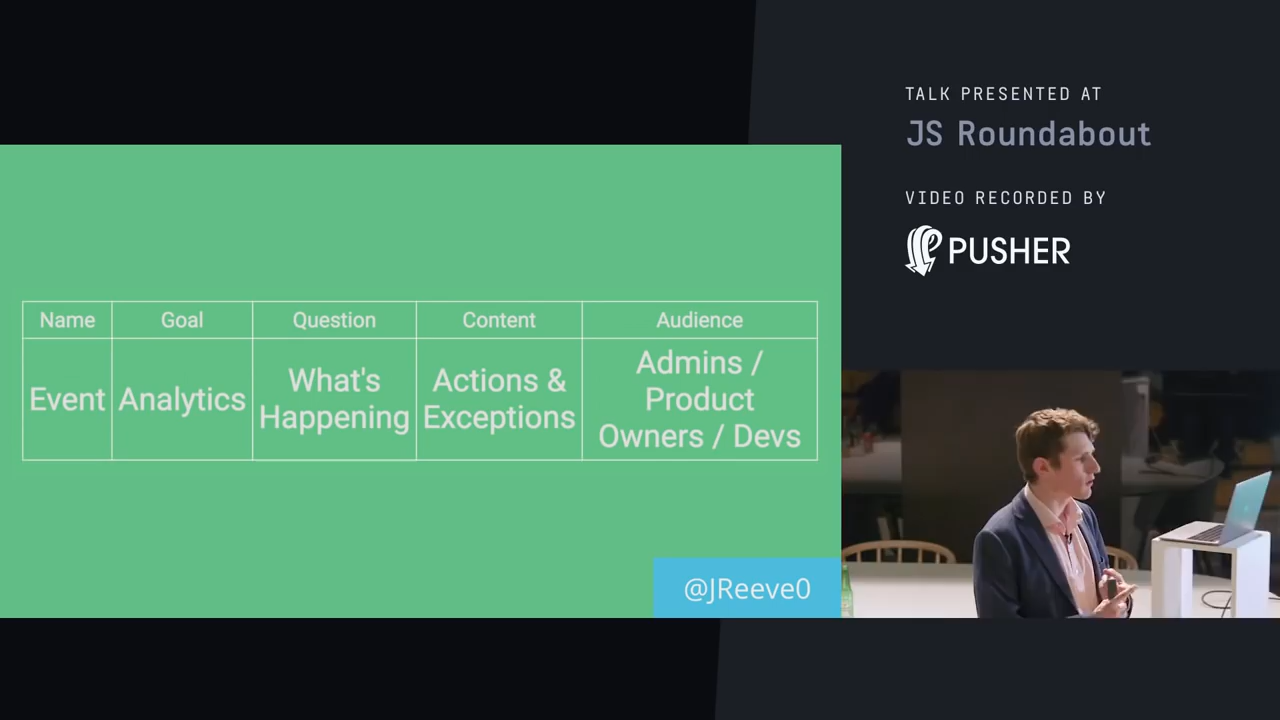 TALK PRESENTED AT
JS Roundabout
VIDEO RECORDED BY
PUSHER
Name Goal Question Content Audience
Event Analytics What's Happening Actions & Exceptions Admins / Product Owners / Devs
@JReeve0